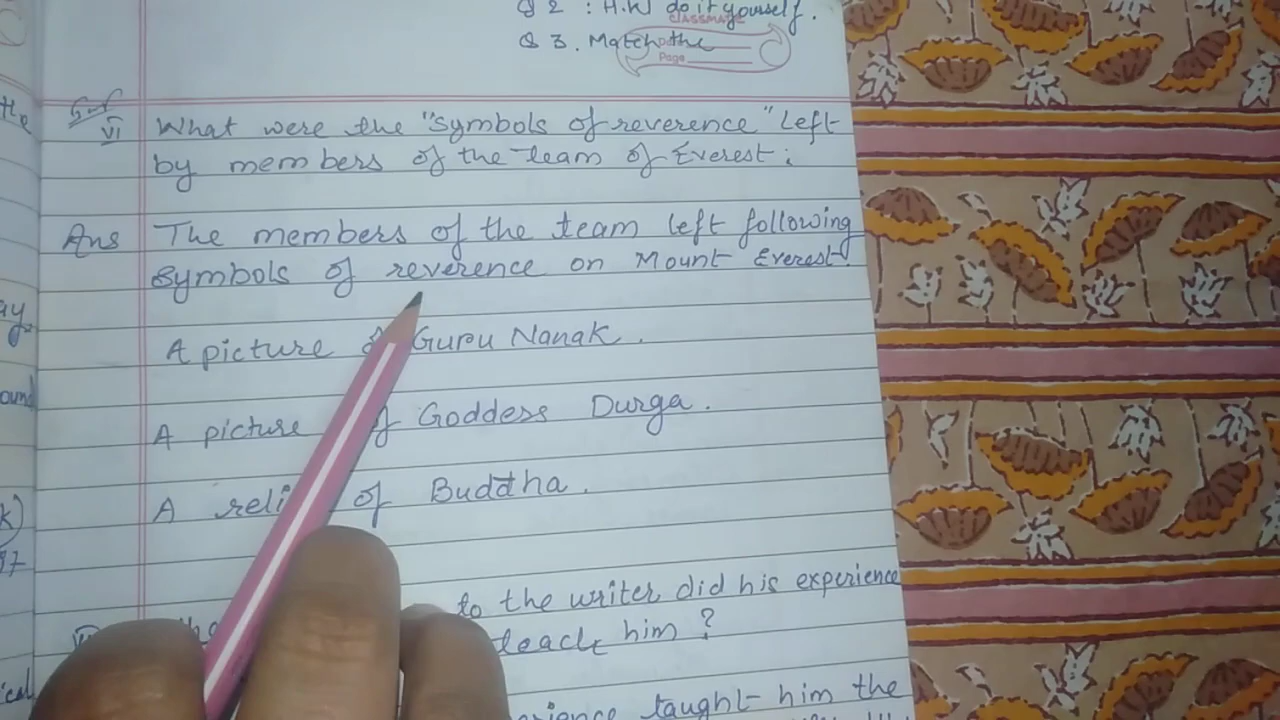 Q 2 : H.W do it yourself.
CLASSMATE
Q 3. Match the
Page
VI What were the "symbols of reverence" left
by members of the team of Everest:
Ans The members of the team left following
symbols of reverence on Mount Everest.
A picture of Guru Nanak.
A picture of Goddess Durga.
A reli of Buddha.
to the writer did his experience
teach him ?
taught him the